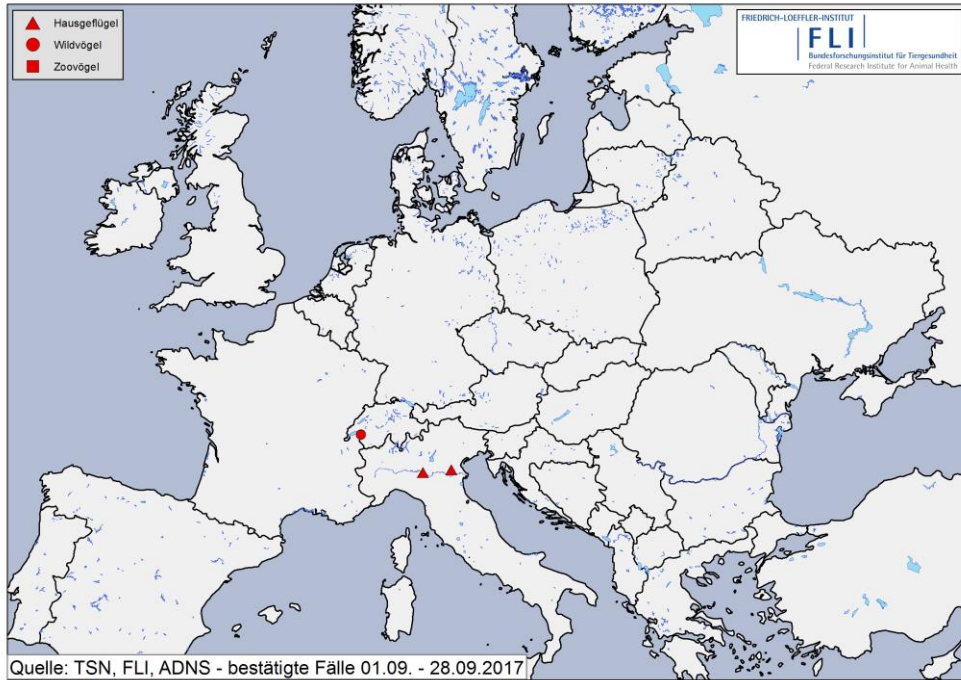 Hausgeflügel
Wildvögel
Zoovögel
FRIEDRICH-LOEFFLER-INSTITUT
FLI
Bundesforschungsinstitut für Tiergesundheit
Federal Research Institute for Animal Health
Quelle: TSN, FLI, ADNS - bestätigte Fälle 01.09. - 28.09.2017